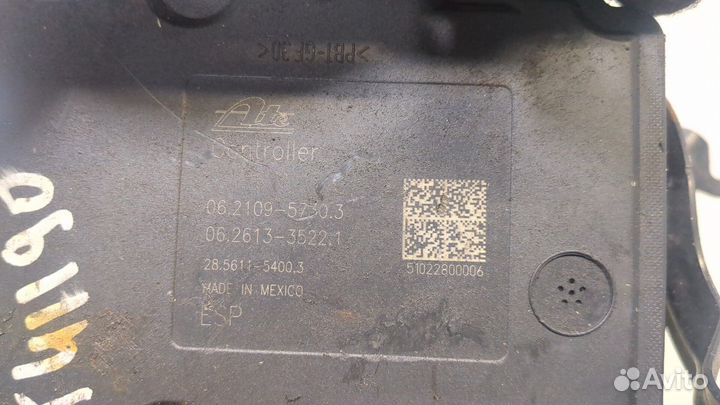 >PBT-GF30<
Ate
Controller
06.2109-5730.3
06.2613-3522.1
28.5611-5400.3
51022800006
MADE IN MEXICO
ESP
Avito